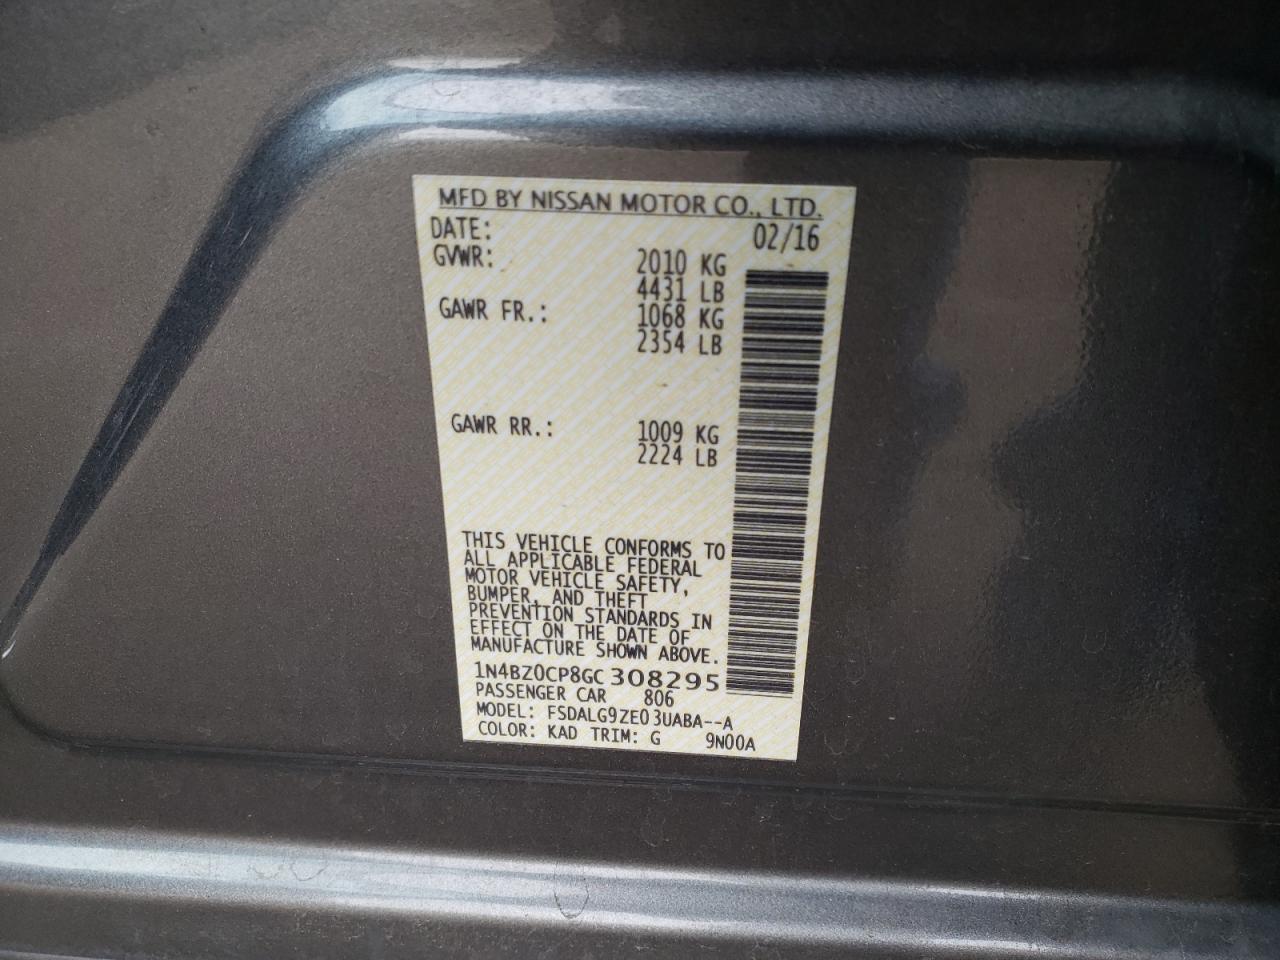 MFD BY NISSAN MOTOR CO., LTD.
DATE: 02/16
GVWR: 2010 KG
4431 LB
GAWR FR.: 1068 KG
2354 LB
GAWR RR.: 1009 KG
2224 LB
THIS VEHICLE CONFORMS TO
ALL APPLICABLE FEDERAL
MOTOR VEHICLE SAFETY,
BUMPER, AND THEFT
PREVENTION STANDARDS IN
EFFECT ON THE DATE OF
MANUFACTURE SHOWN ABOVE.
1N4BZ0CP8GC308295
PASSENGER CAR 806
MODEL: FSDALG9ZE03UABA--A
COLOR: KAD TRIM: G 9N00A